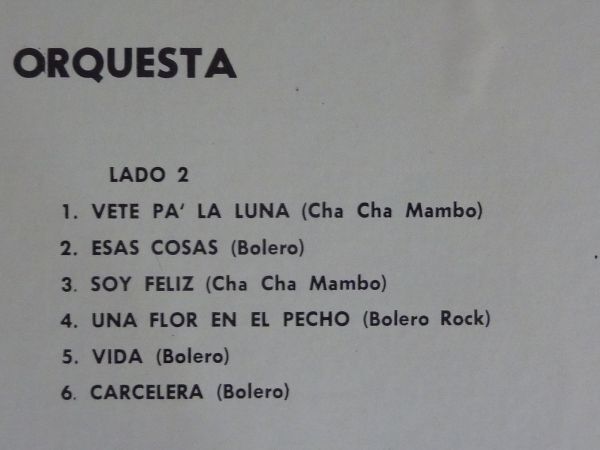 ORQUESTA
LADO 2
1. VETE PA' LA LUNA (Cha Cha Mambo)
2. ESAS COSAS (Bolero)
3. SOY FELIZ (Cha Cha Mambo)
4. UNA FLOR EN EL PECHO (Bolero Rock)
5. VIDA (Bolero)
6. CARCELERA (Bolero)